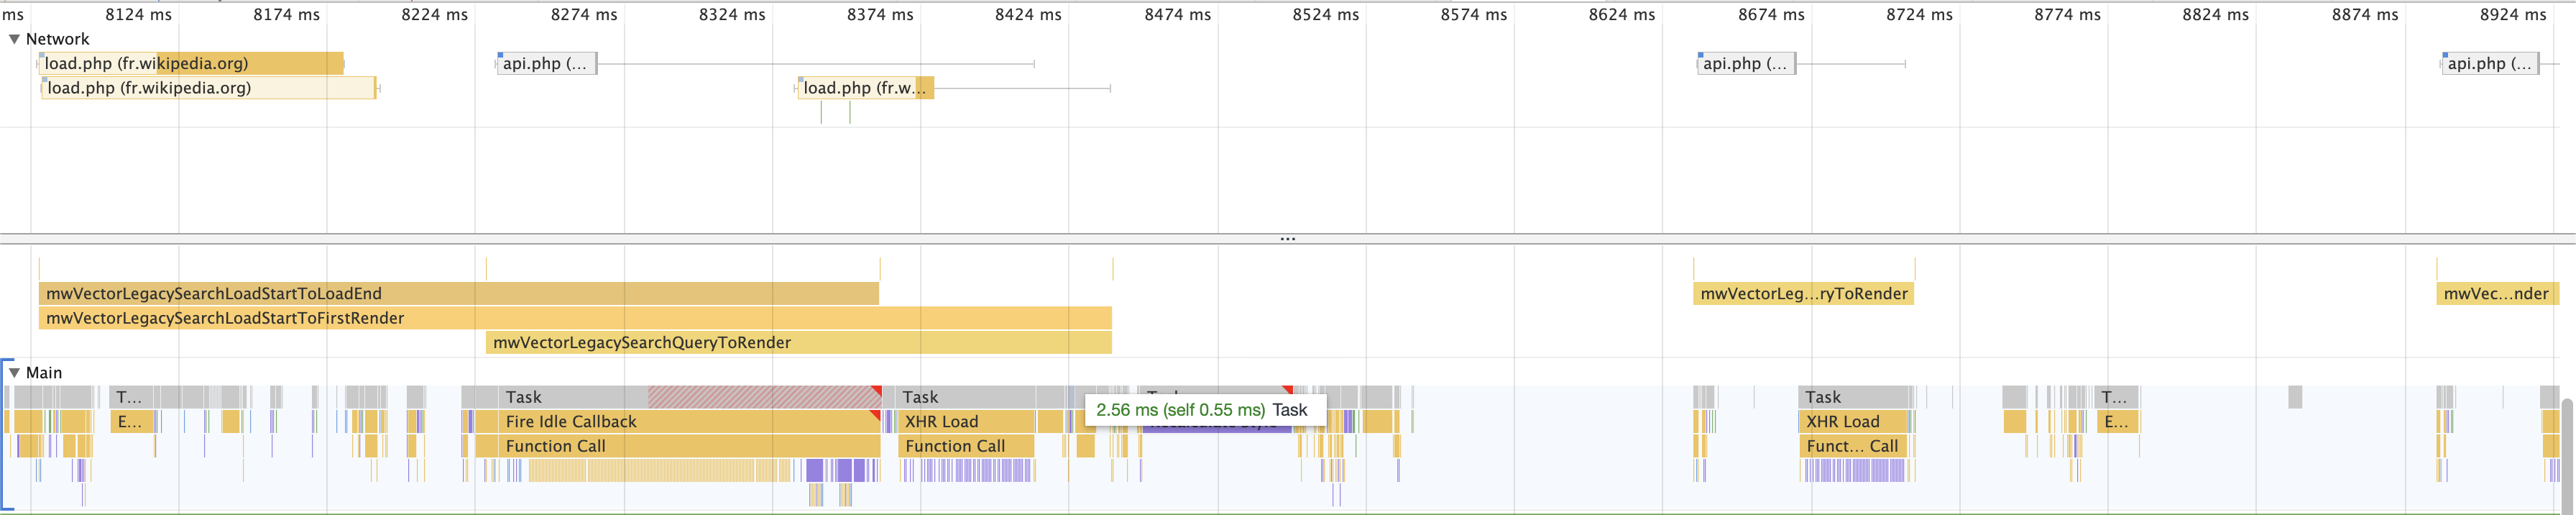 ms 8124 ms 8174 ms 8224 ms 8274 ms 8324 ms 8374 ms 8424 ms 8474 ms 8524 ms 8574 ms 8624 ms 8674 ms 8724 ms 8774 ms 8824 ms 8874 ms 8924 ms
▼ Network
load.php (fr.wikipedia.org) api.php (... api.php (... api.php (...
load.php (fr.wikipedia.org) load.php (fr.w...
...
mwVectorLegacySearchLoadStartToLoadEnd mwVectorLeg...ryToRender mwVec...nder
mwVectorLegacySearchLoadStartToFirstRender
mwVectorLegacySearchQueryToRender
▼ Main
T... Task Task Task T...
2.56 ms (self 0.55 ms) Task
E... Fire Idle Callback XHR Load XHR Load E...
Function Call Function Call Funct... Call